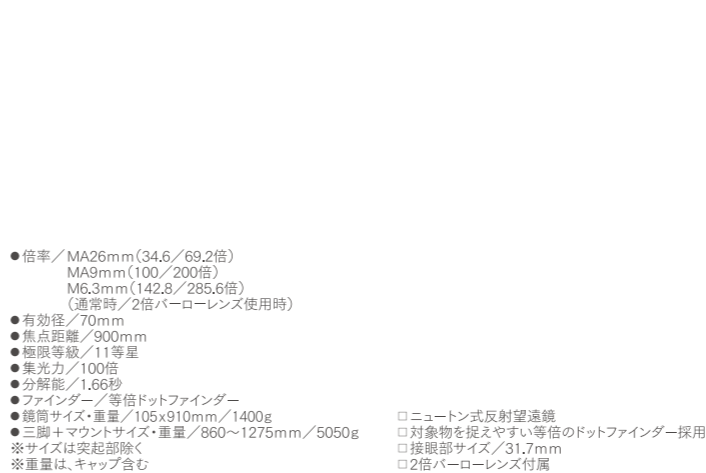 ●倍率／MA26mm（34.6／69.2倍）
MA9mm（100／200倍）
M6.3mm（142.8／285.6倍）
（通常時／2倍バーローレンズ使用時）
●有効径／70mm
●焦点距離／900mm
●極限等級／11等星
●集光力／100倍
●分解能／1.66秒
●ファインダー／等倍ドットファインダー
●鏡筒サイズ・重量／105x910mm／1400g
●三脚＋マウントサイズ・重量／860〜1275mm／5050g
※サイズは突起部除く
※重量は、キャップ含む
□ニュートン式反射望遠鏡
□対象物を捉えやすい等倍のドットファインダー採用
□接眼部サイズ／31.7mm
□2倍バーローレンズ付属